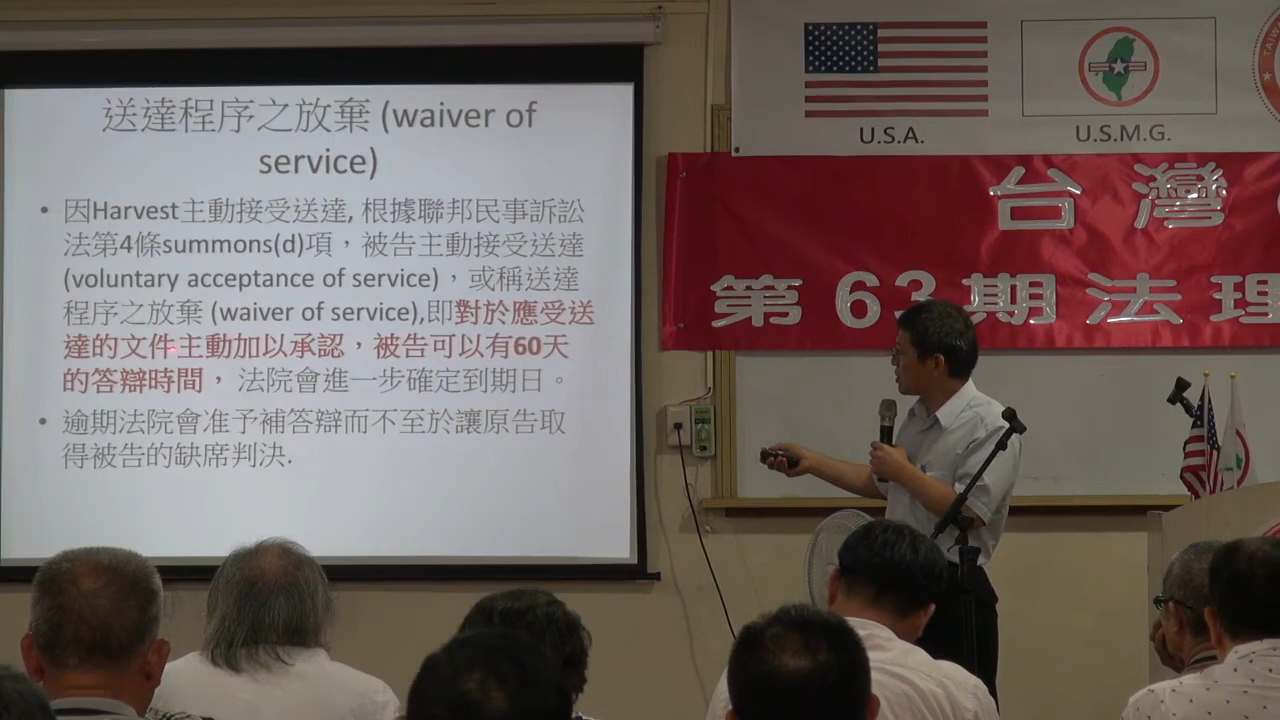 送達程序之放棄 (waiver of
service)
• 因Harvest主動接受送達, 根據聯邦民事訴訟
法第4條summons(d)項，被告主動接受送達
(voluntary acceptance of service)，或稱送達
程序之放棄 (waiver of service),即對於應受送
達的文件主動加以承認，被告可以有60天
的答辯時間， 法院會進一步確定到期日。
• 逾期法院會准予補答辯而不至於讓原告取
得被告的缺席判決.
U.S.A.
U.S.M.G.
台灣
第63期法理